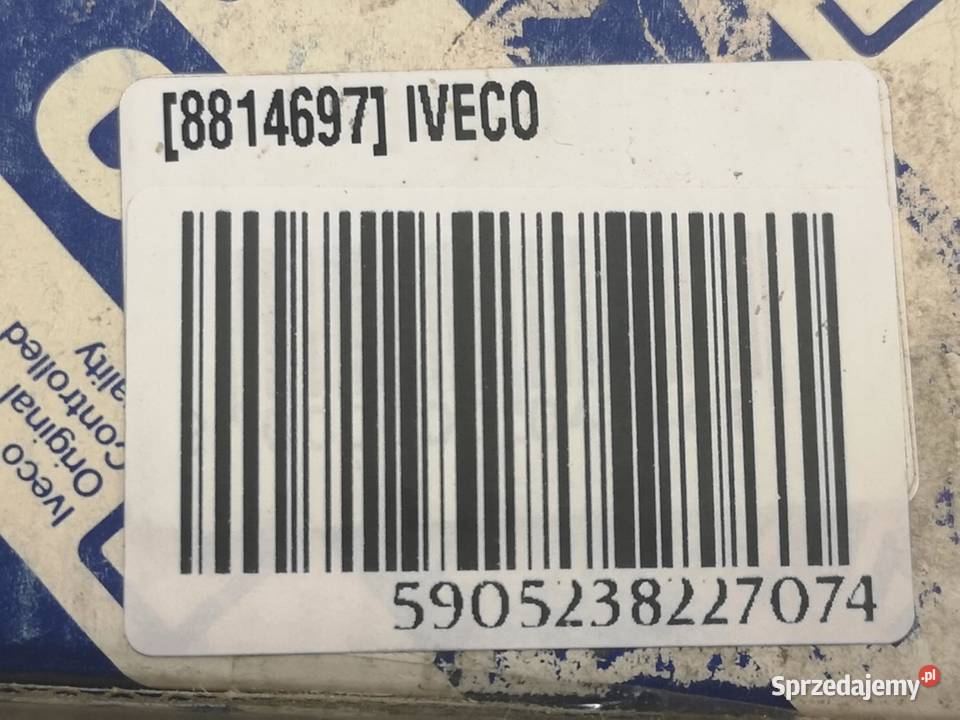 [8814697] IVECO
5905238227074
Iveco
Original
Controlled
ality
Sprzedajemy.pl